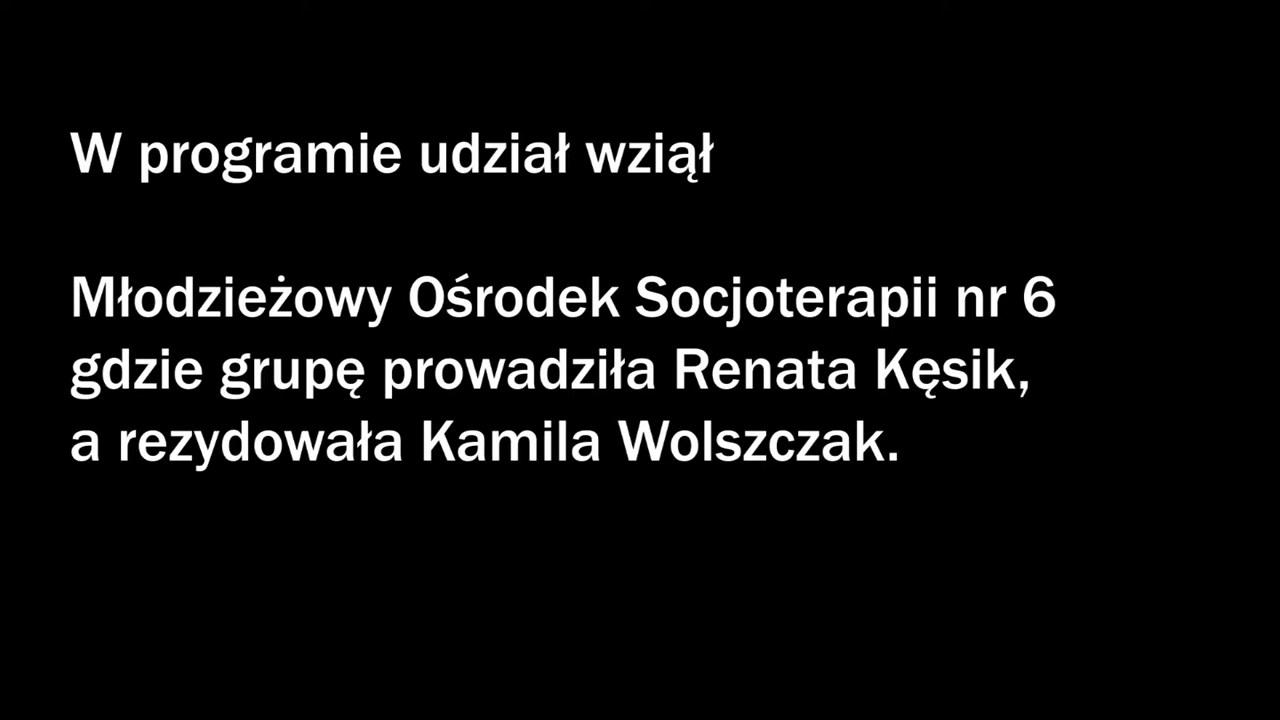 W programie udział wziął
Młodzieżowy Ośrodek Socjoterapii nr 6
gdzie grupę prowadziła Renata Kęsik,
a rezydowała Kamila Wolszczak.